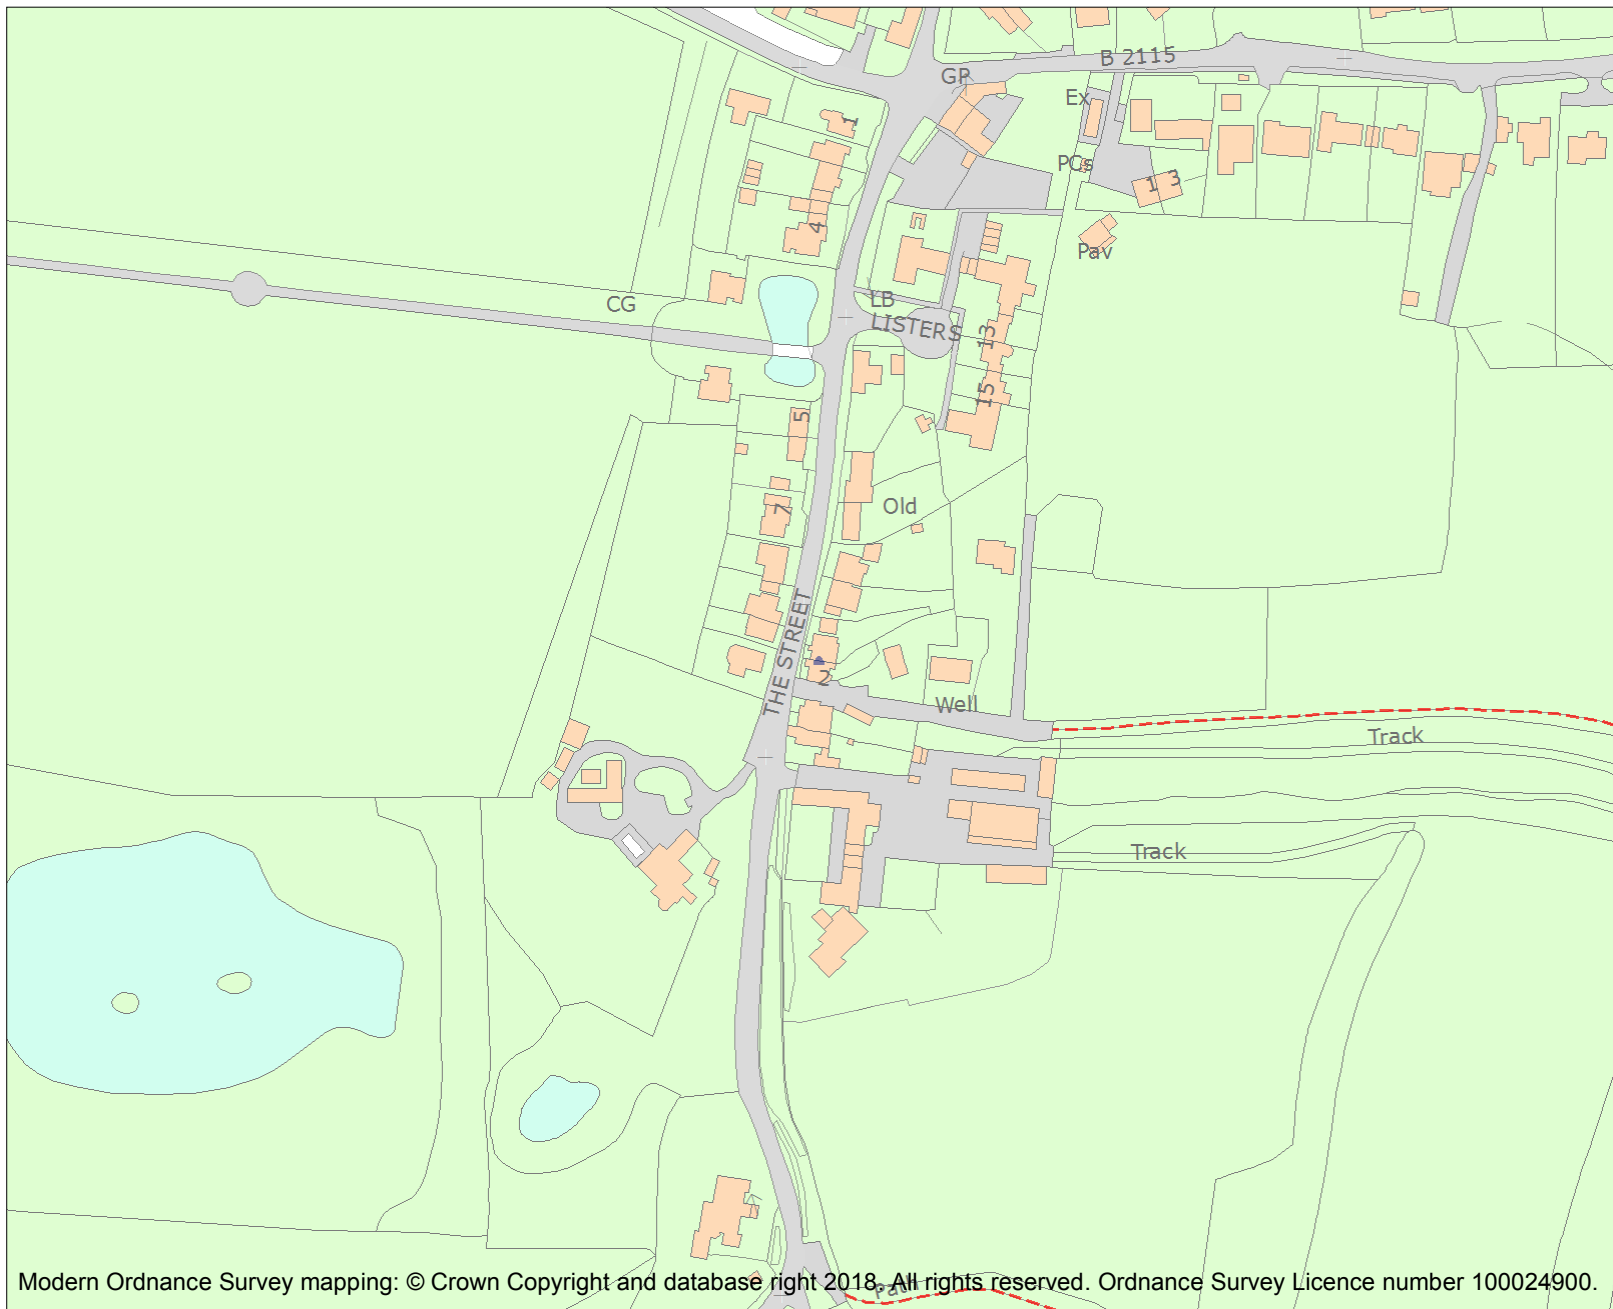 B 2115
GP
Ex
1
PCs
1 3
4
Pav
CG
LB
LISTERS
13
15
5
Old
7
THE STREET
2
Well
Track
Track
Path
Modern Ordnance Survey mapping: © Crown Copyright and database right 2018. All rights reserved. Ordnance Survey Licence number 100024900.